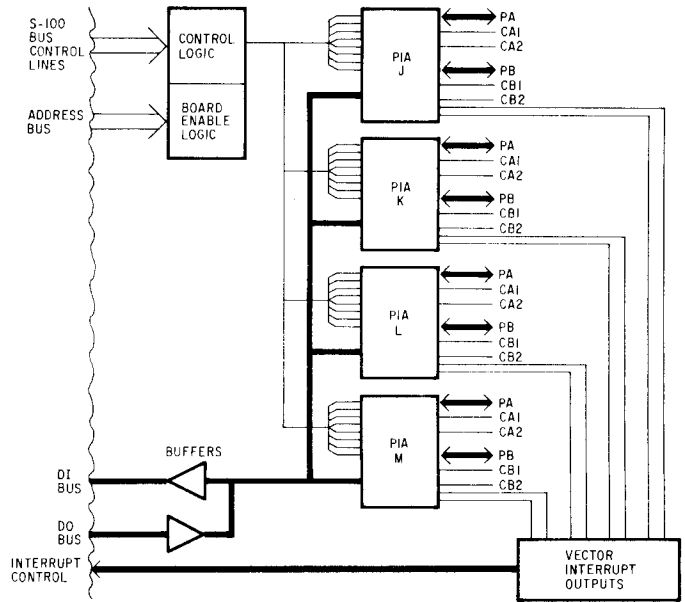 S-100
BUS
CONTROL
LINES
ADDRESS
BUS
CONTROL
LOGIC
BOARD
ENABLE
LOGIC
PIA
J
PA
CA1
CA2
PB
CB1
CB2
PIA
K
PA
CA1
CA2
PB
CB1
CB2
PIA
L
PA
CA1
CA2
PB
CB1
CB2
PIA
M
PA
CA1
CA2
PB
CB1
CB2
BUFFERS
DI
BUS
DO
BUS
INTERRUPT
CONTROL
VECTOR
INTERRUPT
OUTPUTS